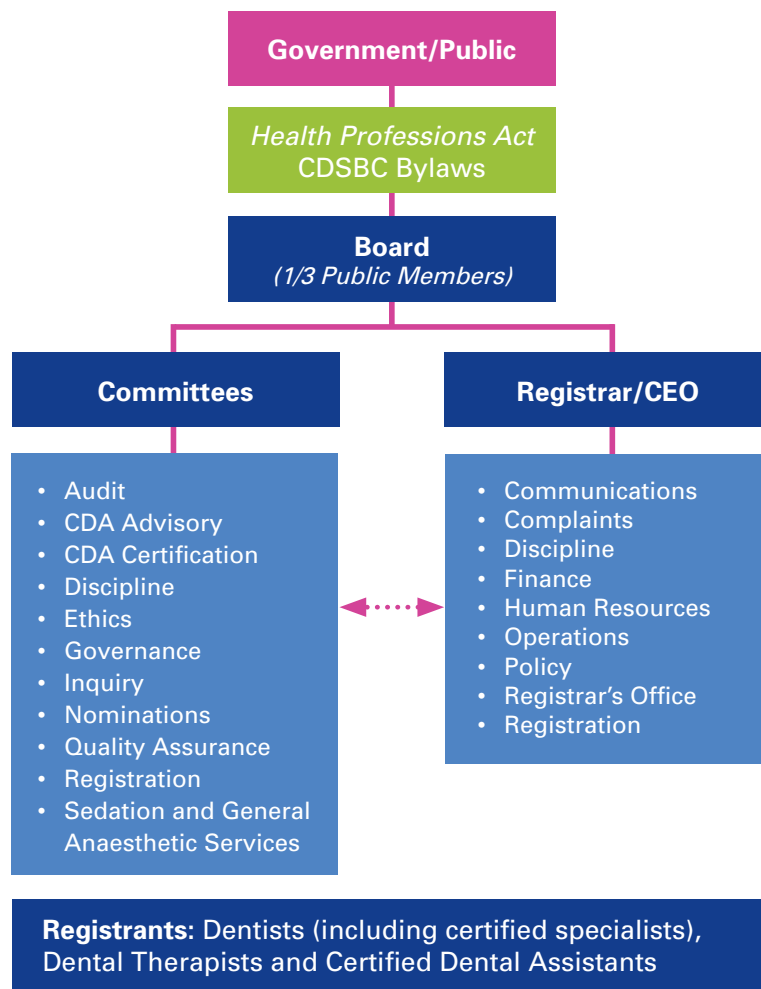 Government/Public
Health Professions Act
CDSBC Bylaws
Board
(1/3 Public Members)
Committees
• Audit
• CDA Advisory
• CDA Certification
• Discipline
• Ethics
• Governance
• Inquiry
• Nominations
• Quality Assurance
• Registration
• Sedation and General
Anaesthetic Services
Registrar/CEO
• Communications
• Complaints
• Discipline
• Finance
• Human Resources
• Operations
• Policy
• Registrar's Office
• Registration
Registrants: Dentists (including certified specialists),
Dental Therapists and Certified Dental Assistants